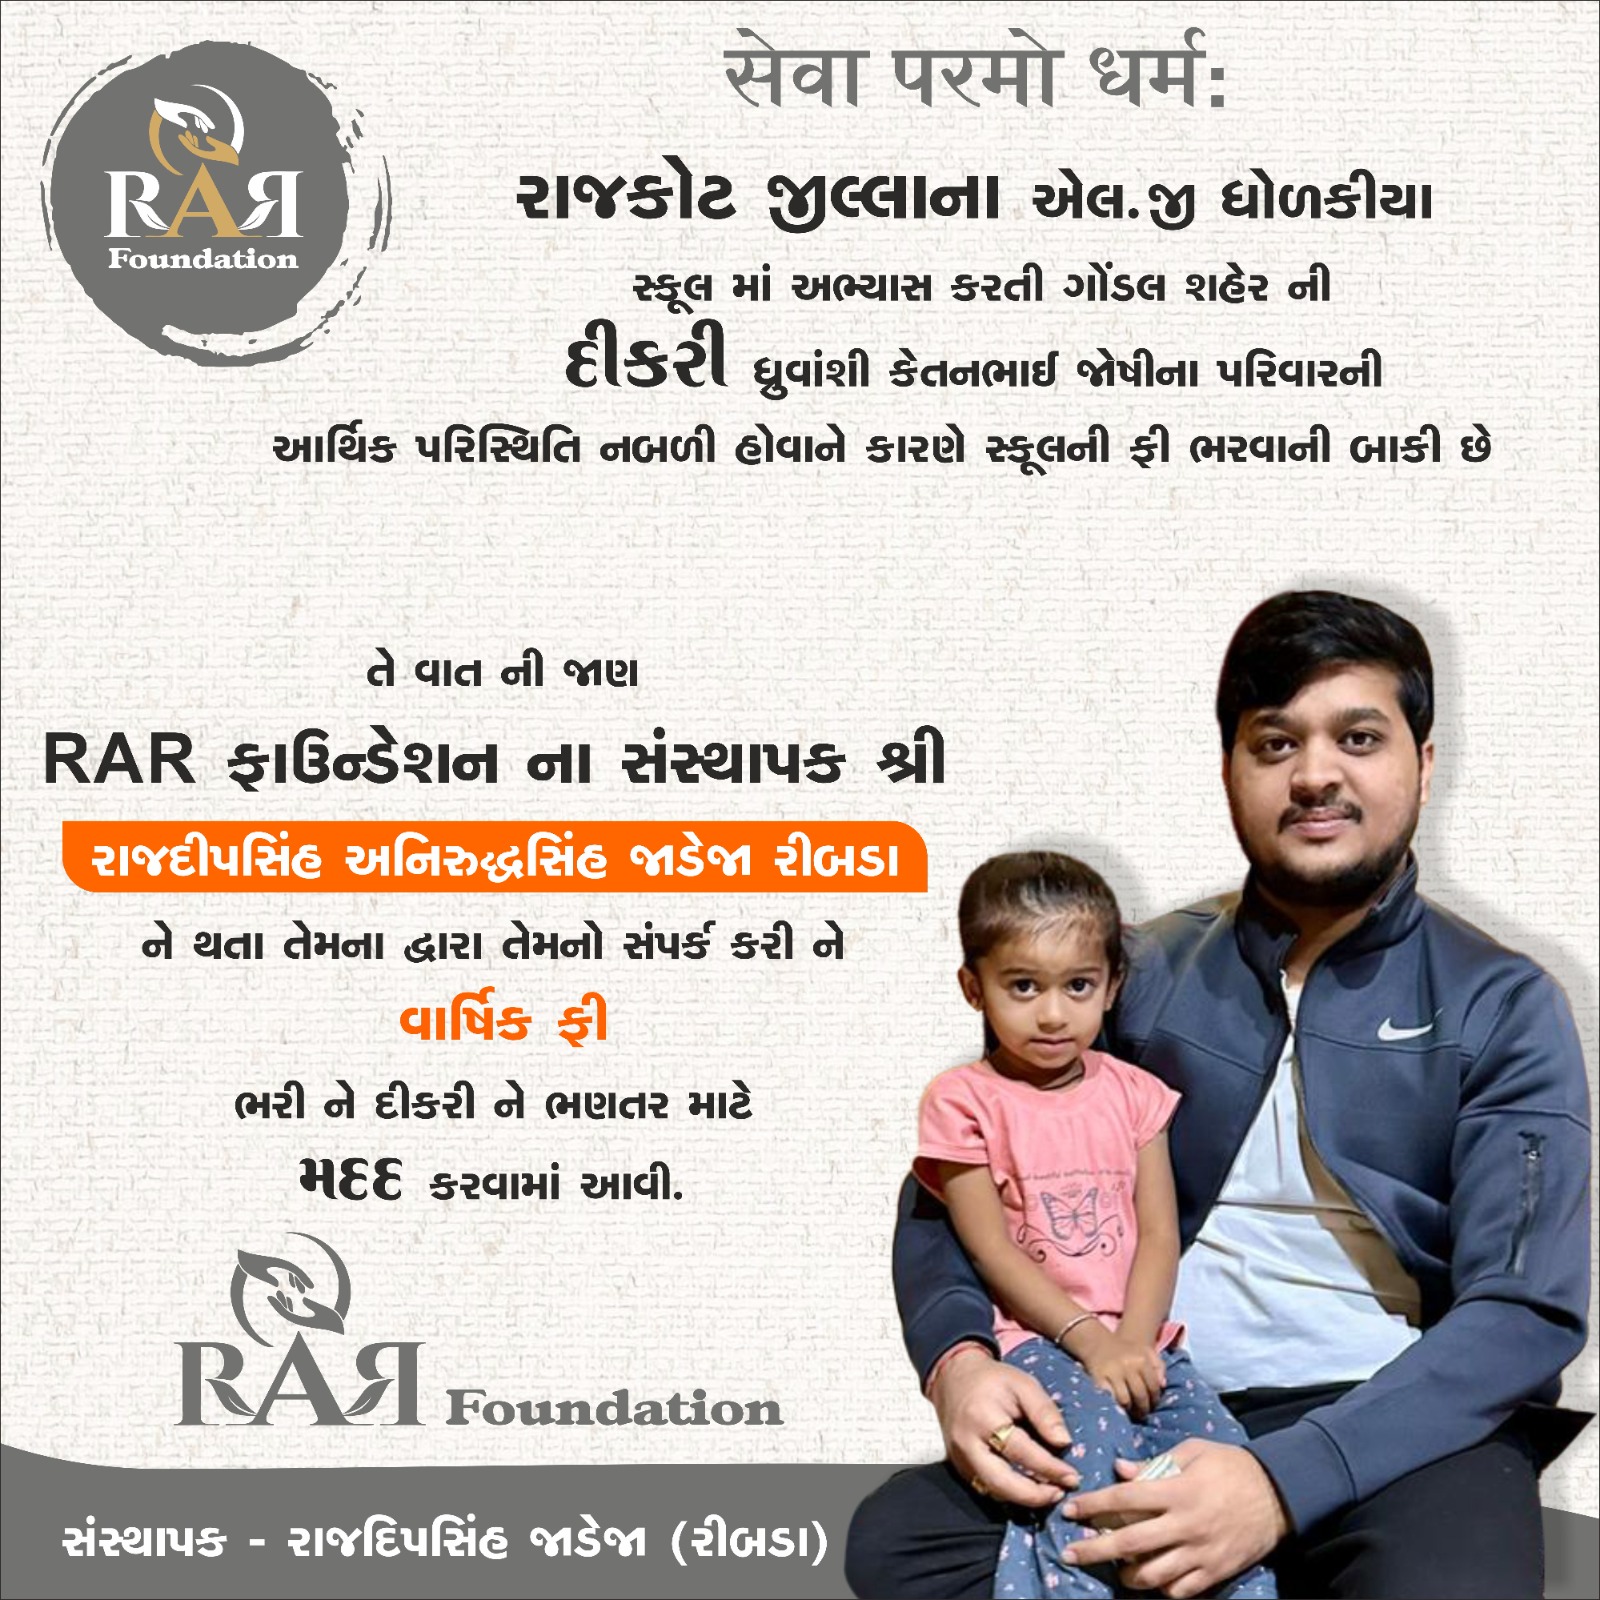 सेवा परमो धर्म:
RAR
Foundation
રાજકોટ જીલ્લાના એલ.જી ધોળકીયા
સ્કૂલ માં અભ્યાસ કરતી ગોંડલ શહેર ની
દીકરી ધ્રુવાંશી કેતનભાઈ જોષીના પરિવારની
આર્થિક પરિસ્થિતિ નબળી હોવાને કારણે સ્કૂલની ફી ભરવાની બાકી છે
તે વાત ની જાણ
RAR ફાઉન્ડેશન ના સંસ્થાપક શ્રી
રાજદીપસિંહ અનિરુદ્ધસિંહ જાડેજા રીબડા
ને થતા તેમના દ્વારા તેમનો સંપર્ક કરી ને
વાર્ષિક ફી
ભરી ને દીકરી ને ભણતર માટે
મદદ કરવામાં આવી.
RAR Foundation
સંસ્થાપક - રાજદિપસિંહ જાડેજા (રીબડા)